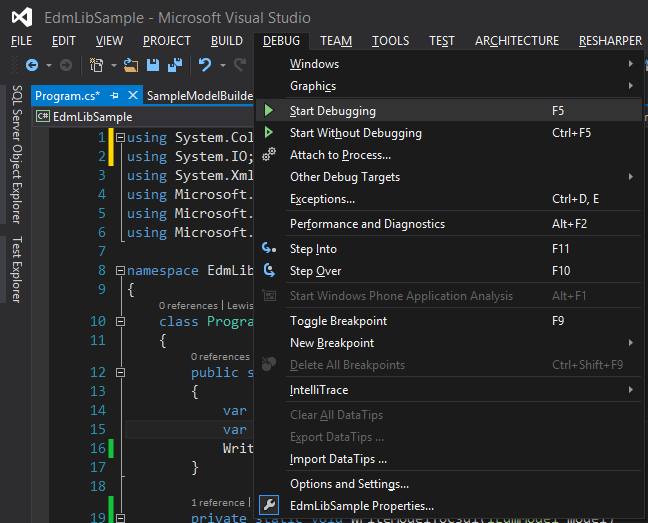 EdmLibSample - Microsoft Visual Studio
FILE EDIT VIEW PROJECT BUILD DEBUG TEAM TOOLS TEST ARCHITECTURE RESHARPER
Program.cs* SampleModelBuilde
C# EdmLibSample
SQL Server Object Explorer
Test Explorer
1 using System.Col
2 using System.IO;
3 using System.Xml
4 using Microsoft.
5 using Microsoft.
6 using Microsoft.
7
8 namespace EdmLib
9 {
0 references | Lewis
10 class Progra
11 {
0 references
12 public s
13 {
14 var
15 var
16 Writ
17 }
18
1 reference |
19 private static void WriteModelToCsdl(IEdmModel model)
Windows
Graphics
Start Debugging F5
Start Without Debugging Ctrl+F5
Attach to Process...
Other Debug Targets
Exceptions... Ctrl+D, E
Performance and Diagnostics Alt+F2
Step Into F11
Step Over F10
Start Windows Phone Application Analysis Alt+F1
Toggle Breakpoint F9
New Breakpoint
Delete All Breakpoints Ctrl+Shift+F9
IntelliTrace
Clear All DataTips
Export DataTips ...
Import DataTips ...
Options and Settings...
EdmLibSample Properties...